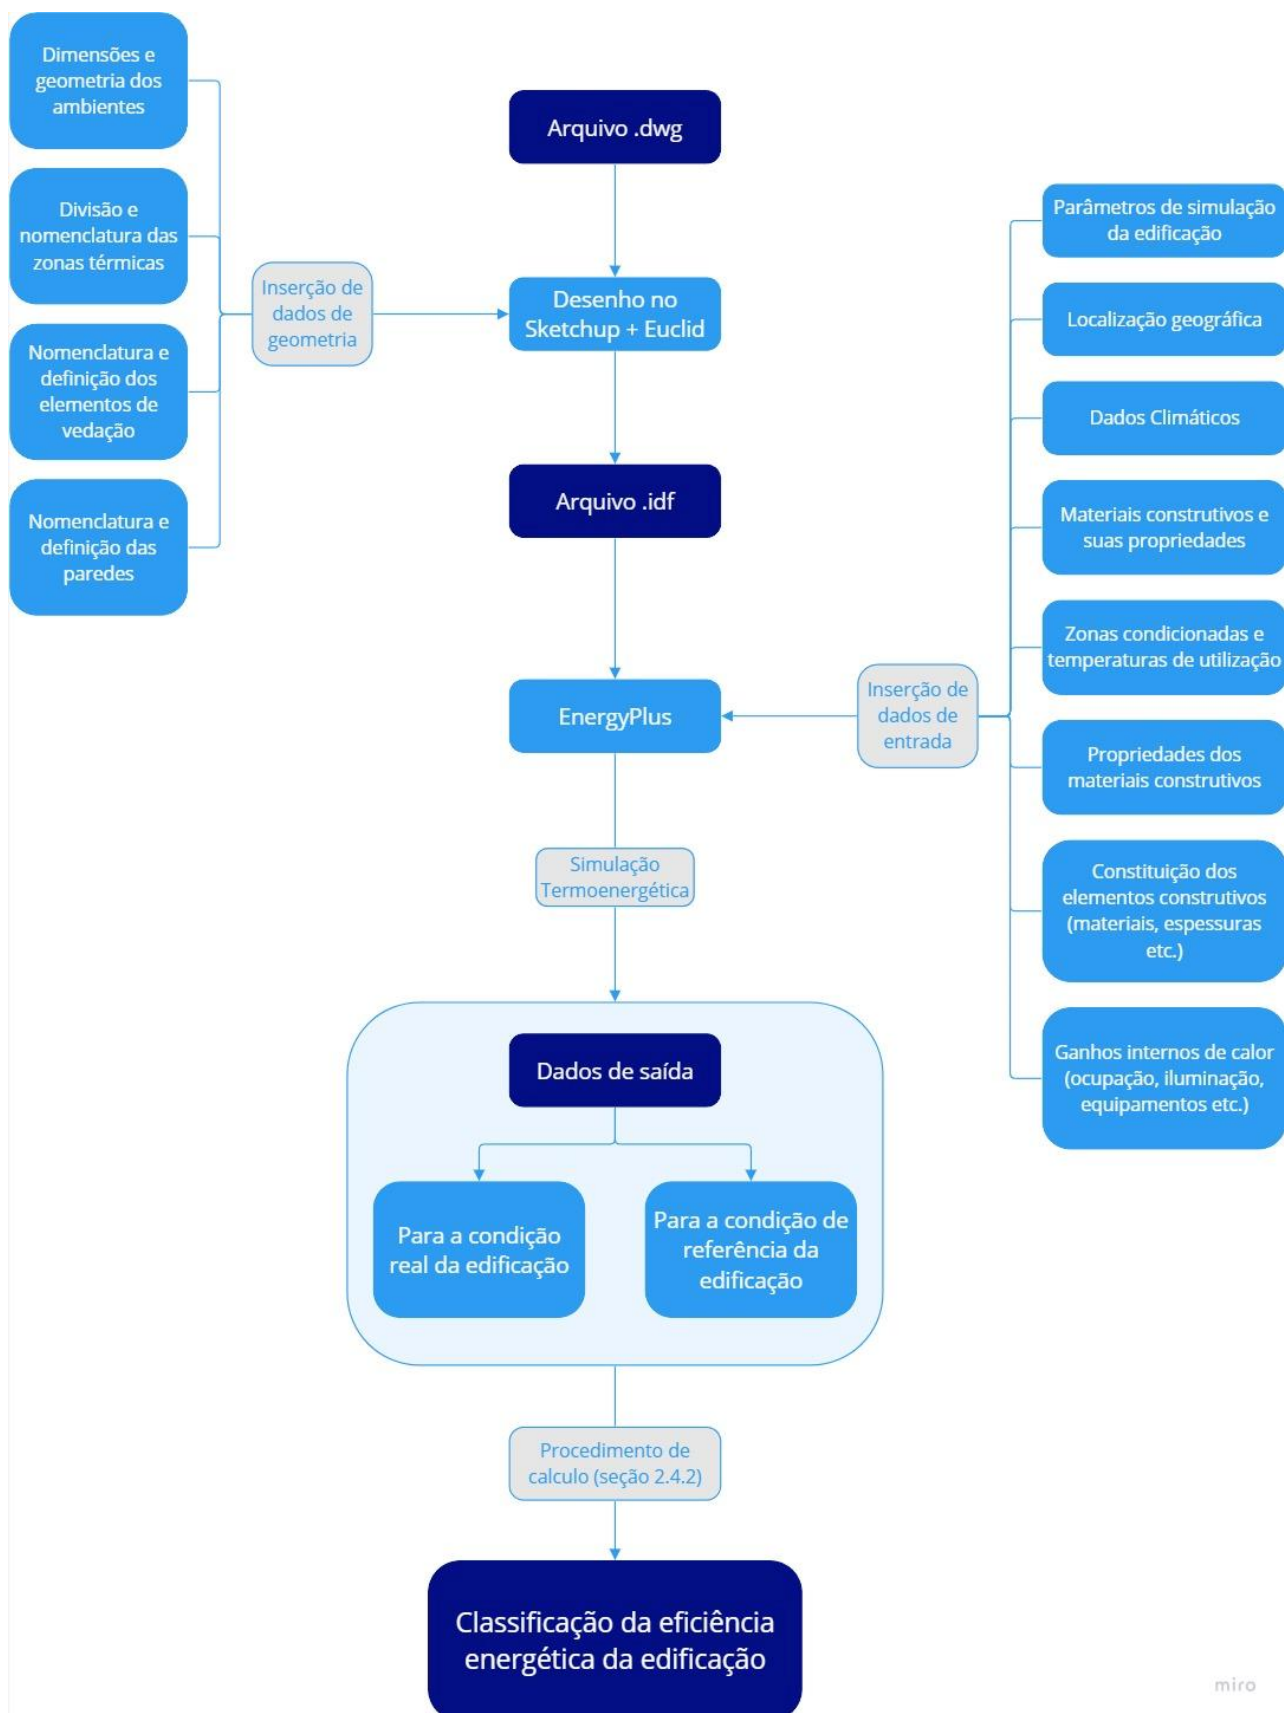 Dimensões e
geometria dos
ambientes
Divisão e
nomenclatura das
zonas térmicas
Nomenclatura e
definição dos
elementos de
vedação
Nomenclatura e
definição das
paredes
Inserção de
dados de
geometria
Arquivo .dwg
Desenho no
Sketchup + Euclid
Arquivo .idf
EnergyPlus
Inserção de
dados de
entrada
Parâmetros de simulação
da edificação
Localização geográfica
Dados Climáticos
Materiais construtivos e
suas propriedades
Zonas condicionadas e
temperaturas de utilização
Propriedades dos
materiais construtivos
Constituição dos
elementos construtivos
(materiais, espessuras
etc.)
Ganhos internos de calor
(ocupação, iluminação,
equipamentos etc.)
Simulação
Termoenergética
Dados de saída
Para a condição
real da edificação
Para a condição de
referência da
edificação
Procedimento de
calculo (seção 2.4.2)
Classificação da eficiência
energética da edificação
miro